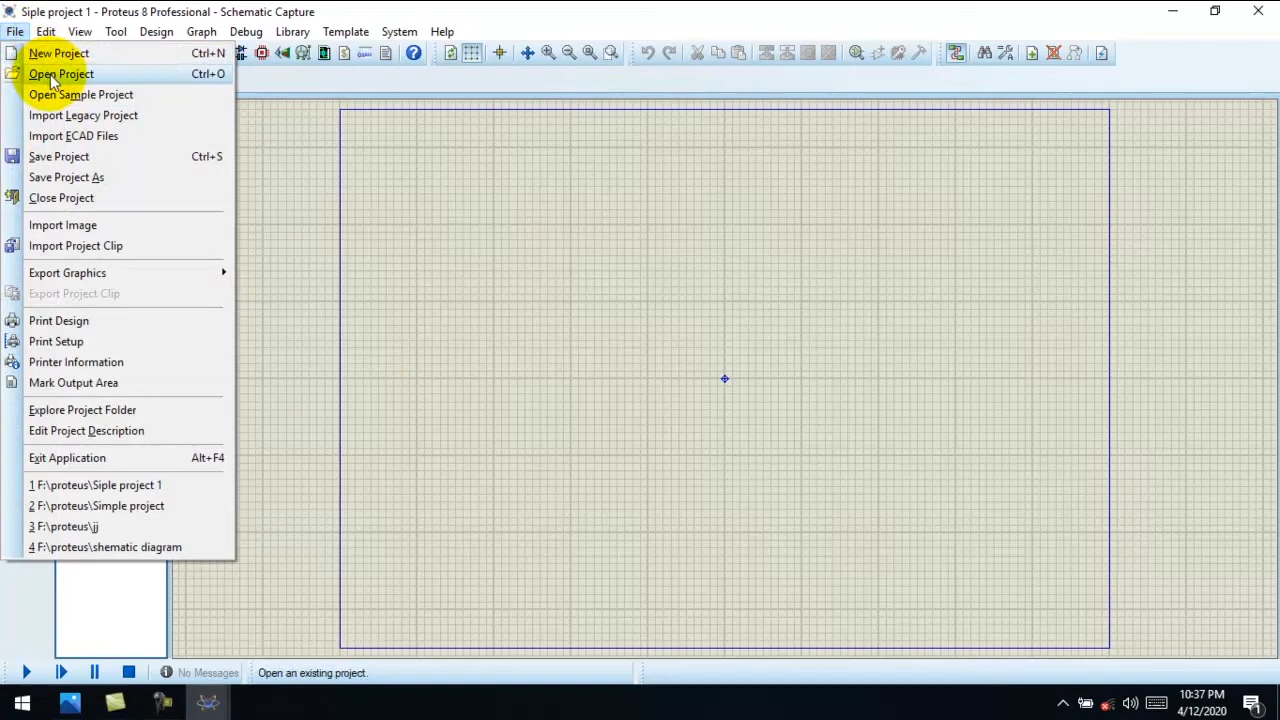 Siple project 1 - Proteus 8 Professional - Schematic Capture
File Edit View Tool Design Graph Debug Library Template System Help
New Project Ctrl+N
Open Project Ctrl+O
Open Sample Project
Import Legacy Project
Import ECAD Files
Save Project Ctrl+S
Save Project As
Close Project
Import Image
Import Project Clip
Export Graphics
Export Project Clip
Print Design
Print Setup
Printer Information
Mark Output Area
Explore Project Folder
Edit Project Description
Exit Application Alt+F4
1 F:\proteus\Siple project 1
2 F:\proteus\Simple project
3 F:\proteus\jj
4 F:\proteus\shematic diagram
No Messages Open an existing project.
10:37 PM
4/12/2020
1